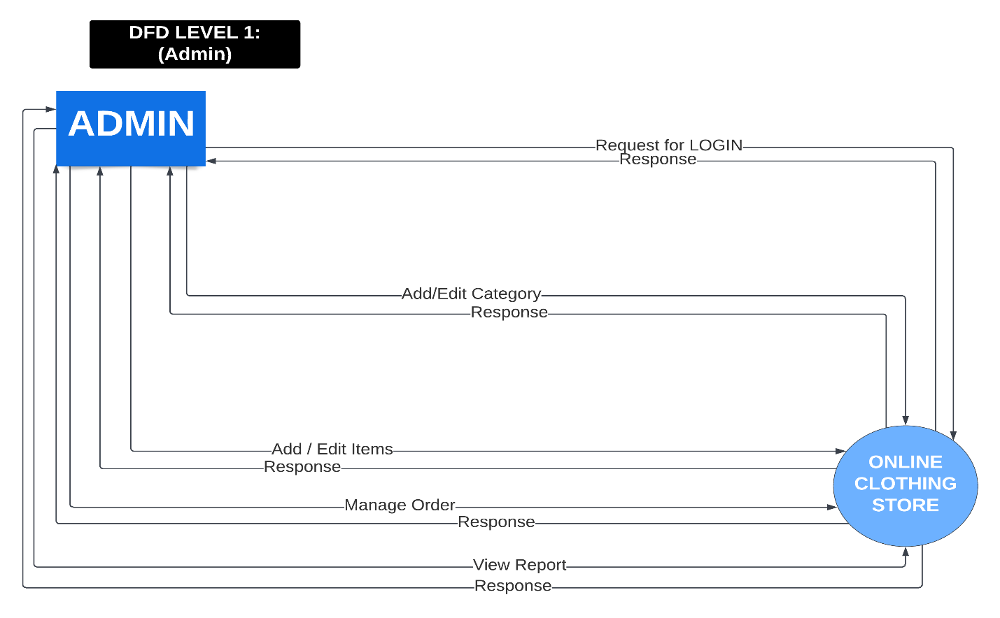 DFD LEVEL 1:
(Admin)
ADMIN
Request for LOGIN
Response
Add/Edit Category
Response
Add / Edit Items
Response
ONLINE
CLOTHING
STORE
Manage Order
Response
View Report
Response